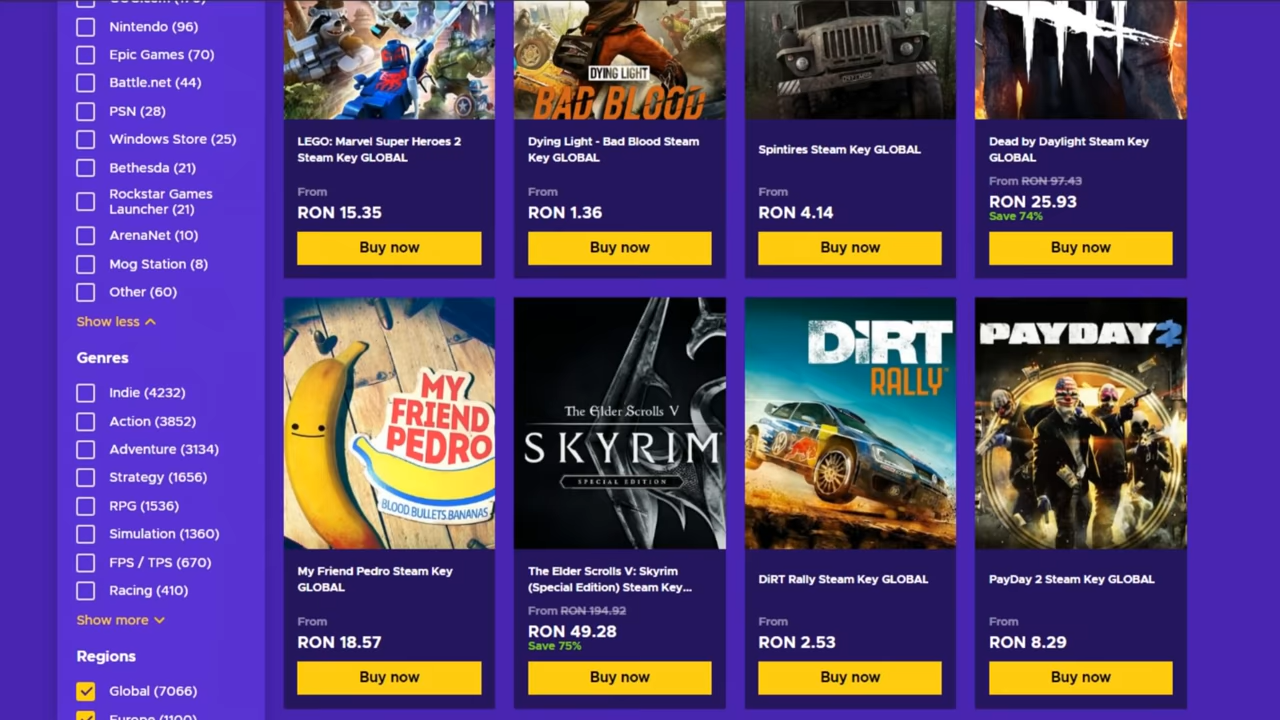 Nintendo (96)
Epic Games (70)
Battle.net (44)
PSN (28)
Windows Store (25)
Bethesda (21)
Rockstar Games
Launcher (21)
ArenaNet (10)
Mog Station (8)
Other (60)
Show less
Genres
Indie (4232)
Action (3852)
Adventure (3134)
Strategy (1656)
RPG (1536)
Simulation (1360)
FPS / TPS (670)
Racing (410)
Show more
Regions
Global (7066)
Europe (1100)
LEGO: Marvel Super Heroes 2
Steam Key GLOBAL
From
RON 15.35
Buy now
DYING LIGHT
BAD BLOOD
Dying Light - Bad Blood Steam
Key GLOBAL
From
RON 1.36
Buy now
Spintires Steam Key GLOBAL
From
RON 4.14
Buy now
Dead by Daylight Steam Key
GLOBAL
From RON 97.43
RON 25.93
Save 74%
Buy now
MY
FRIEND
PEDRO
BLOOD.BULLETS.BANANAS.
My Friend Pedro Steam Key
GLOBAL
From
RON 18.57
Buy now
The Elder Scrolls V
SKYRIM
SPECIAL EDITION
The Elder Scrolls V: Skyrim
(Special Edition) Steam Key...
From RON 194.92
RON 49.28
Save 75%
Buy now
DiRT
RALLY
DiRT Rally Steam Key GLOBAL
From
RON 2.53
Buy now
PAYDAY 2
PayDay 2 Steam Key GLOBAL
From
RON 8.29
Buy now